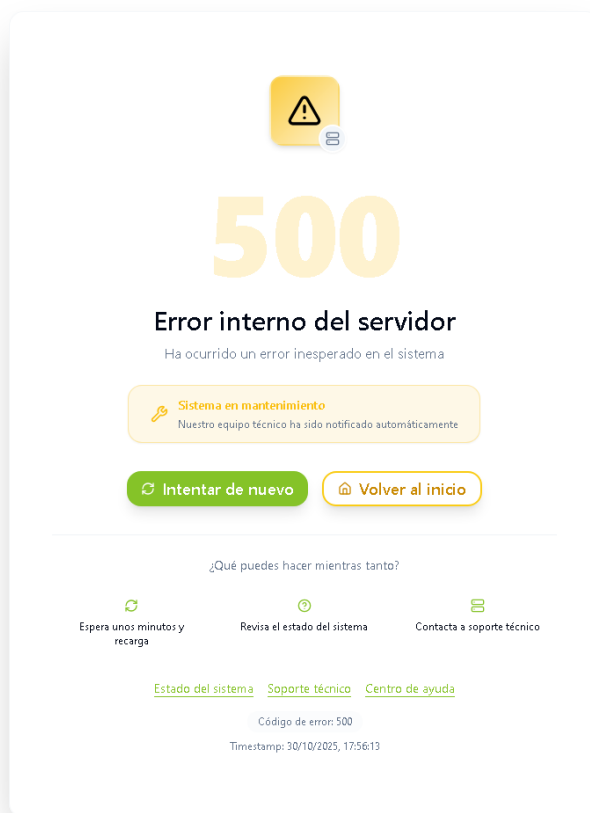 500
Error interno del servidor
Ha ocurrido un error inesperado en el sistema
Sistema en mantenimiento
Nuestro equipo técnico ha sido notificado automáticamente
Intentar de nuevo
Volver al inicio
¿Qué puedes hacer mientras tanto?
Espera unos minutos y
recarga
Revisa el estado del sistema
Contacta a soporte técnico
Estado del sistema
Soporte técnico
Centro de ayuda
Código de error: 500
Timestamp: 30/10/2025, 17:56:13